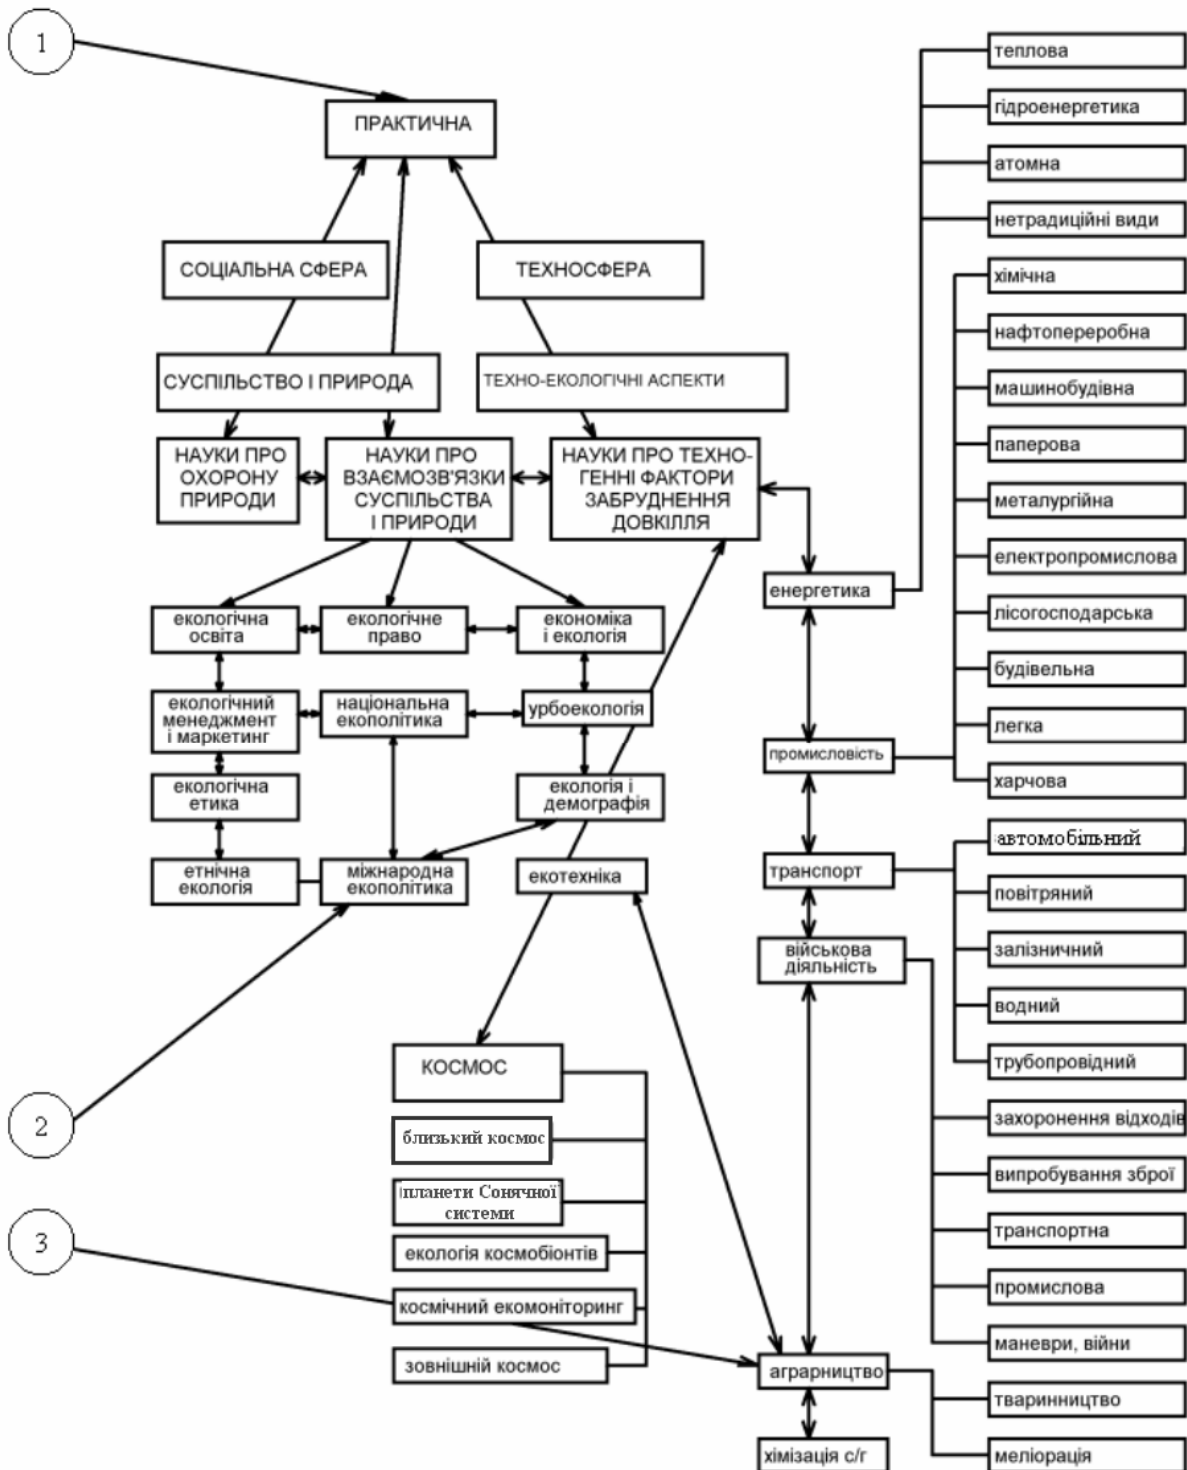 1
ПРАКТИЧНА
СОЦІАЛЬНА СФЕРА
ТЕХНОСФЕРА
СУСПІЛЬСТВО І ПРИРОДА
ТЕХНО-ЕКОЛОГІЧНІ АСПЕКТИ
НАУКИ ПРО
ОХОРОНУ
ПРИРОДИ
НАУКИ ПРО
ВЗАЄМОЗВ'ЯЗКИ
СУСПІЛЬСТВА
І ПРИРОДИ
НАУКИ ПРО ТЕХНО-
ГЕННІ ФАКТОРИ
ЗАБРУДНЕННЯ
ДОВКІЛЛЯ
екологічна
освіта
екологічне
право
економіка
і екологія
екологічний
менеджмент
і маркетинг
національна
екополітика
урбоекологія
екологічна
етика
екологія і
демографія
етнічна
екологія
міжнародна
екополітика
екотехніка
2
3
КОСМОС
близький космос
планети Сонячної
системи
екологія космобіонтів
космічний екомоніторинг
зовнішній космос
енергетика
промисловість
транспорт
військова
діяльність
аграрництво
хімізація с/г
теплова
гідроенергетика
атомна
нетрадиційні види
хімічна
нафтопереробна
машинобудівна
паперова
металургійна
електропромислова
лісогосподарська
будівельна
легка
харчова
автомобільний
повітряний
залізничний
водний
трубопровідний
захоронення відходів
випробування зброї
транспортна
промислова
маневри, війни
тваринництво
меліорація